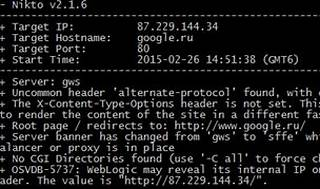 - Nikto v2.1.6
+ Target IP: 87.229.144.34
+ Target Hostname: google.ru
+ Target Port: 80
+ Start Time: 2015-02-26 14:51:38 (GMT6)
+ Server: gws
+ Uncommon header 'alternate-protocol' found, with
+ The X-Content-Type-Options header is not set. This
to render the content of the site in a different
+ Root page / redirects to: http://www.google.ru/
+ Server banner has changed from 'gws' to 'sffe' whi
alancer or proxy is in place
+ No CGI Directories found (use '-C all' to force c
+ OSVDB-5737: WebLogic may reveal its internal IP o
ader. The value is "http://87.229.144.34/".